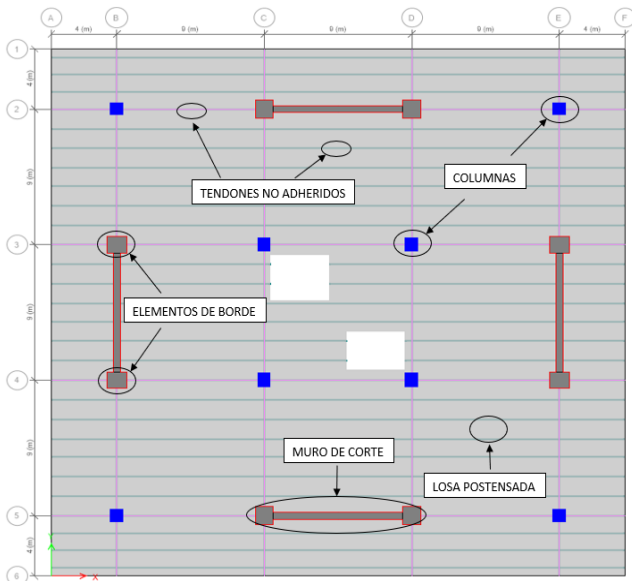 A B C D E F
4 (m) 9 (m) 9 (m) 9 (m) 4 (m)
1
4 (m)
2
TENDONES NO ADHERIDOS
COLUMNAS
9 (m)
3
ELEMENTOS DE BORDE
9 (m)
4
MURO DE CORTE
LOSA POSTENSADA
9 (m)
5
4 (m)
Y
X
6